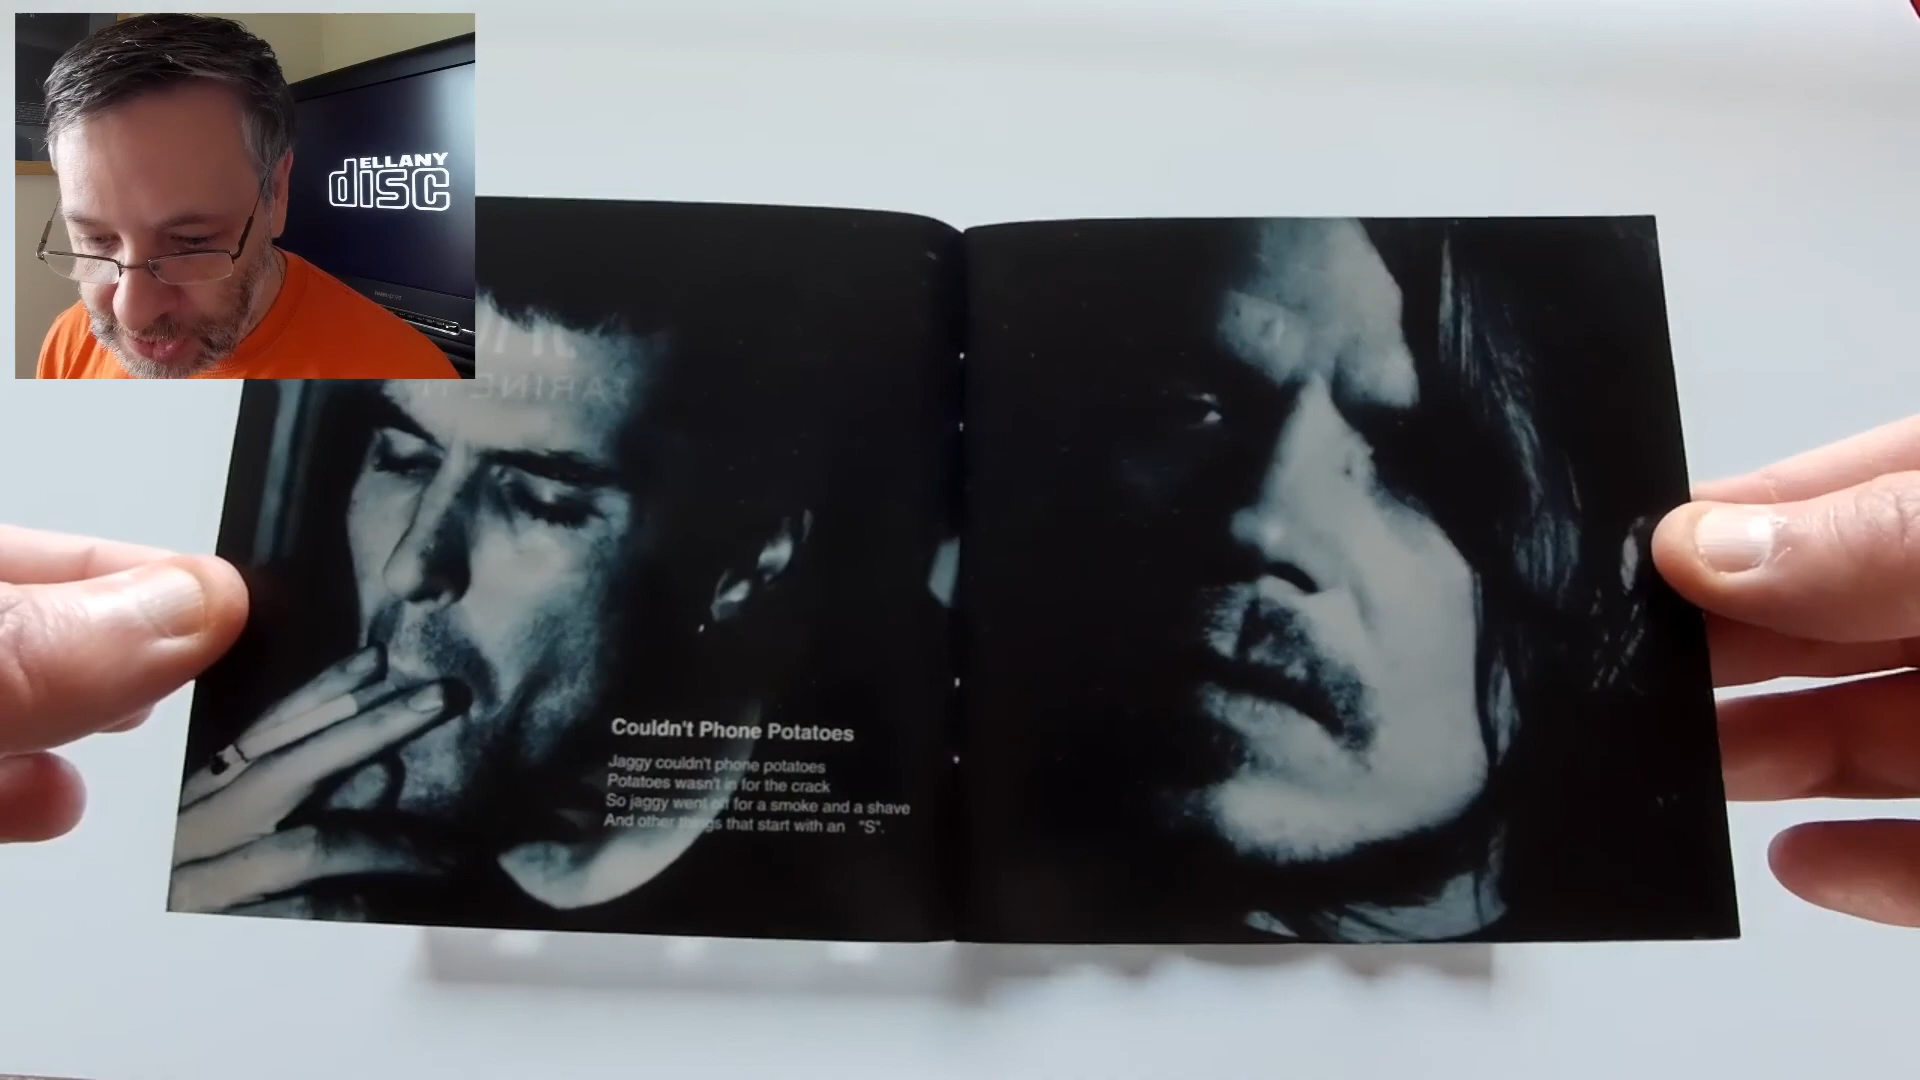 ELLANY
disc
Couldn't Phone Potatoes
Jaggy couldn't phone potatoes
Potatoes wasn't in for the crack
So jaggy went off for a smoke and a shave
And other things that start with an "S".